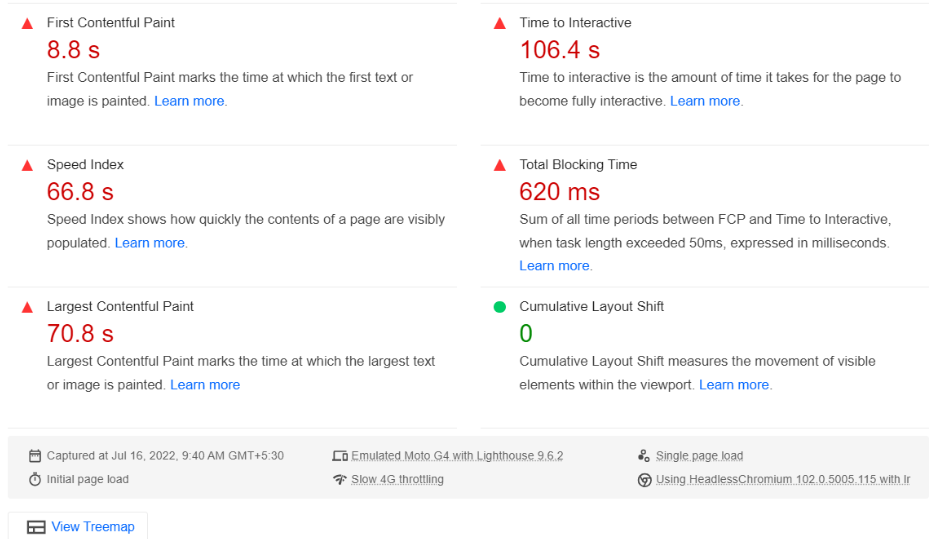 First Contentful Paint
8.8 s
First Contentful Paint marks the time at which the first text or
image is painted. Learn more.
Time to Interactive
106.4 s
Time to interactive is the amount of time it takes for the page to
become fully interactive. Learn more.
Speed Index
66.8 s
Speed Index shows how quickly the contents of a page are visibly
populated. Learn more.
Total Blocking Time
620 ms
Sum of all time periods between FCP and Time to Interactive,
when task length exceeded 50ms, expressed in milliseconds.
Learn more.
Largest Contentful Paint
70.8 s
Largest Contentful Paint marks the time at which the largest text
or image is painted. Learn more
Cumulative Layout Shift
0
Cumulative Layout Shift measures the movement of visible
elements within the viewport. Learn more.
Captured at Jul 16, 2022, 9:40 AM GMT+5:30
Emulated Moto G4 with Lighthouse 9.6.2
Single page load
Initial page load
Slow 4G throttling
Using HeadlessChromium 102.0.5005.115 with lr
View Treemap